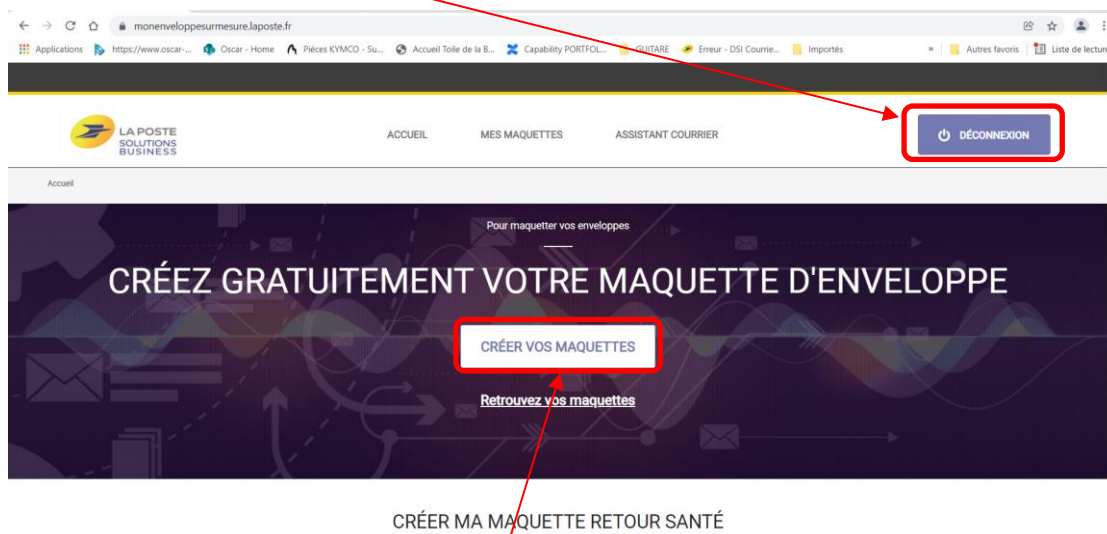 monenveloppesurmesure.laposte.fr
Applications https://www.oscar-... Oscar - Home Pièces KYMCO - Su... Accueil Toile de la B... Capability PORTFOL... GUITARE Erreur - DSI Courrie... Importés » Autres favoris Liste de lecture
LA POSTE
SOLUTIONS
BUSINESS
ACCUEIL MES MAQUETTES ASSISTANT COURRIER DÉCONNEXION
Accueil
Pour maquetter vos enveloppes
CRÉEZ GRATUITEMENT VOTRE MAQUETTE D'ENVELOPPE
CRÉER VOS MAQUETTES
Retrouvez vos maquettes
CRÉER MA MAQUETTE RETOUR SANTÉ